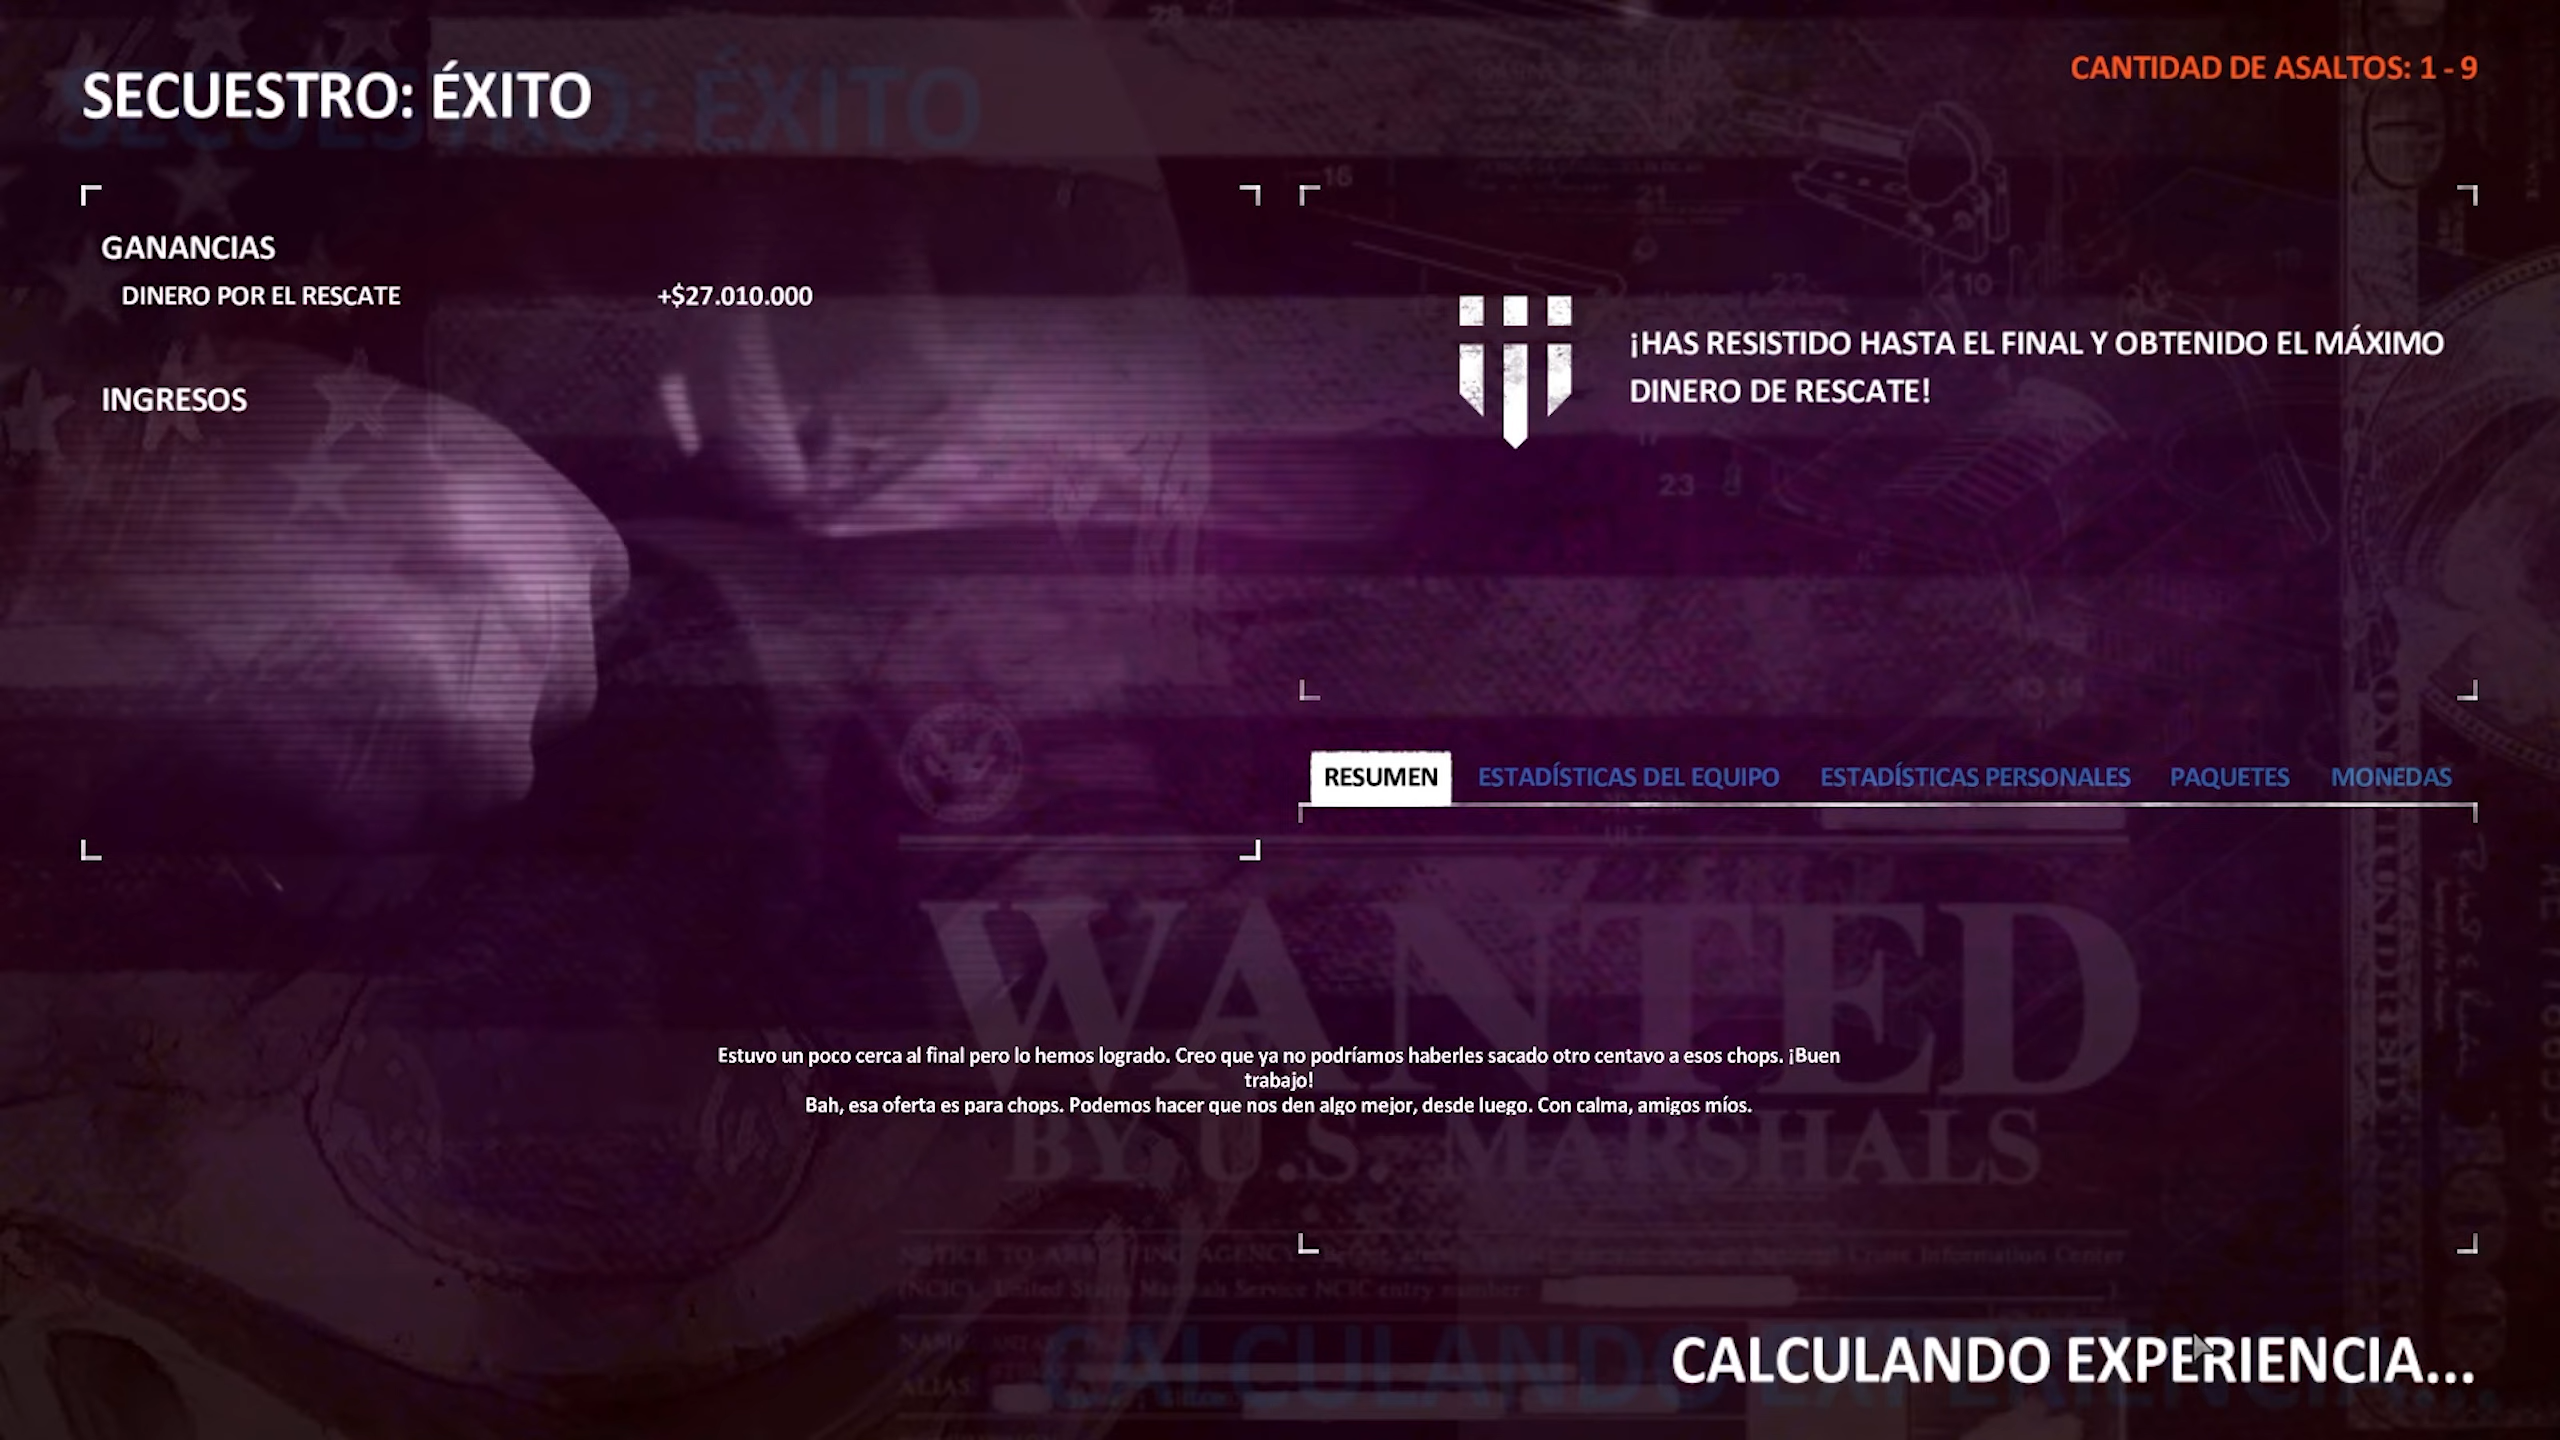 SECUESTRO: ÉXITO
CANTIDAD DE ASALTOS: 1 - 9
GANANCIAS
DINERO POR EL RESCATE +$27.010.000
INGRESOS
¡HAS RESISTIDO HASTA EL FINAL Y OBTENIDO EL MÁXIMO
DINERO DE RESCATE!
RESUMEN ESTADÍSTICAS DEL EQUIPO ESTADÍSTICAS PERSONALES PAQUETES MONEDAS
WANTED
BY U.S. MARSHALS
Estuvo un poco cerca al final pero lo hemos logrado. Creo que ya no podríamos haberles sacado otro centavo a esos chops. ¡Buen
trabajo!
Bah, esa oferta es para chops. Podemos hacer que nos den algo mejor, desde luego. Con calma, amigos míos.
CALCULANDO EXPERIENCIA...